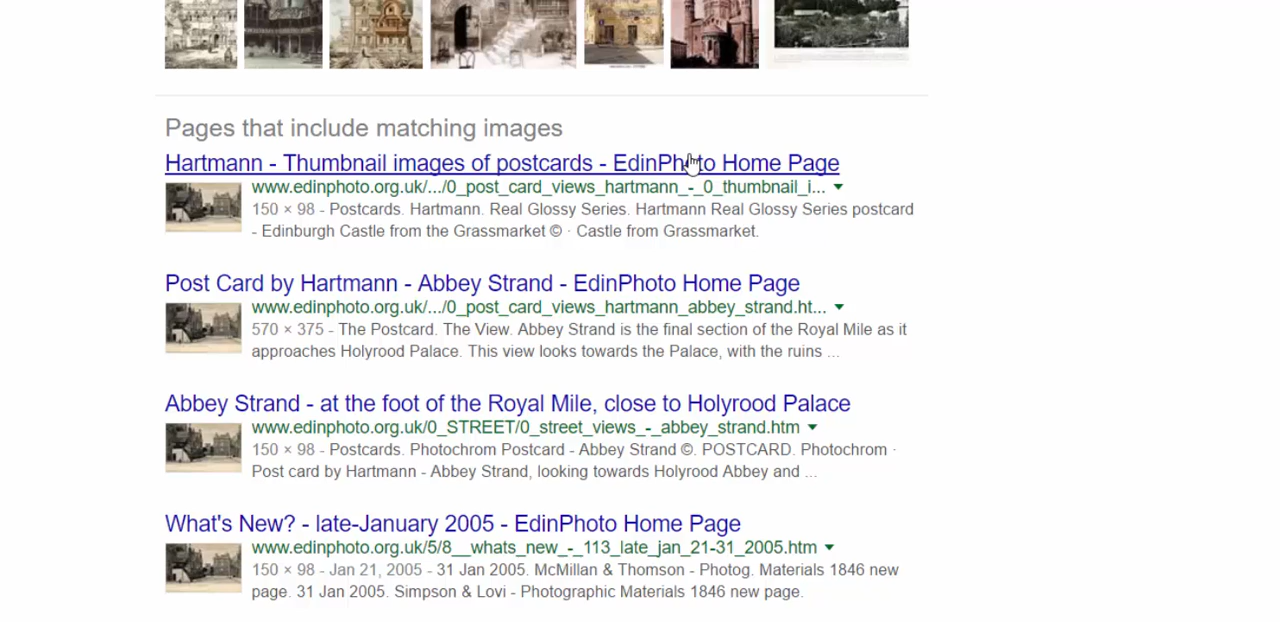 Pages that include matching images
Hartmann - Thumbnail images of postcards - EdinPhoto Home Page
www.edinphoto.org.uk/.../0_post_card_views_hartmann_-_0_thumbnail_i...
150 × 98 - Postcards. Hartmann. Real Glossy Series. Hartmann Real Glossy Series postcard
- Edinburgh Castle from the Grassmarket © · Castle from Grassmarket.
Post Card by Hartmann - Abbey Strand - EdinPhoto Home Page
www.edinphoto.org.uk/.../0_post_card_views_hartmann_abbey_strand.ht...
570 × 375 - The Postcard. The View. Abbey Strand is the final section of the Royal Mile as it
approaches Holyrood Palace. This view looks towards the Palace, with the ruins ...
Abbey Strand - at the foot of the Royal Mile, close to Holyrood Palace
www.edinphoto.org.uk/0_STREET/0_street_views_-_abbey_strand.htm
150 × 98 - Postcards. Photochrom Postcard - Abbey Strand ©. POSTCARD. Photochrom ·
Post card by Hartmann - Abbey Strand, looking towards Holyrood Abbey and ...
What's New? - late-January 2005 - EdinPhoto Home Page
www.edinphoto.org.uk/5/8__whats_new_-_113_late_jan_21-31_2005.htm
150 × 98 - Jan 21, 2005 - 31 Jan 2005. McMillan & Thomson - Photog. Materials 1846 new
page. 31 Jan 2005. Simpson & Lovi - Photographic Materials 1846 new page.